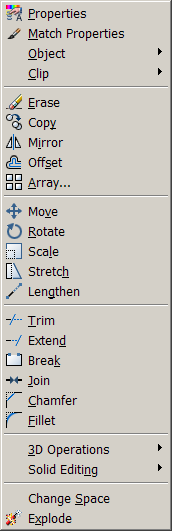 Properties
Match Properties
Object
Clip
Erase
Copy
Mirror
Offset
Array...
Move
Rotate
Scale
Stretch
Lengthen
Trim
Extend
Break
Join
Chamfer
Fillet
3D Operations
Solid Editing
Change Space
Explode